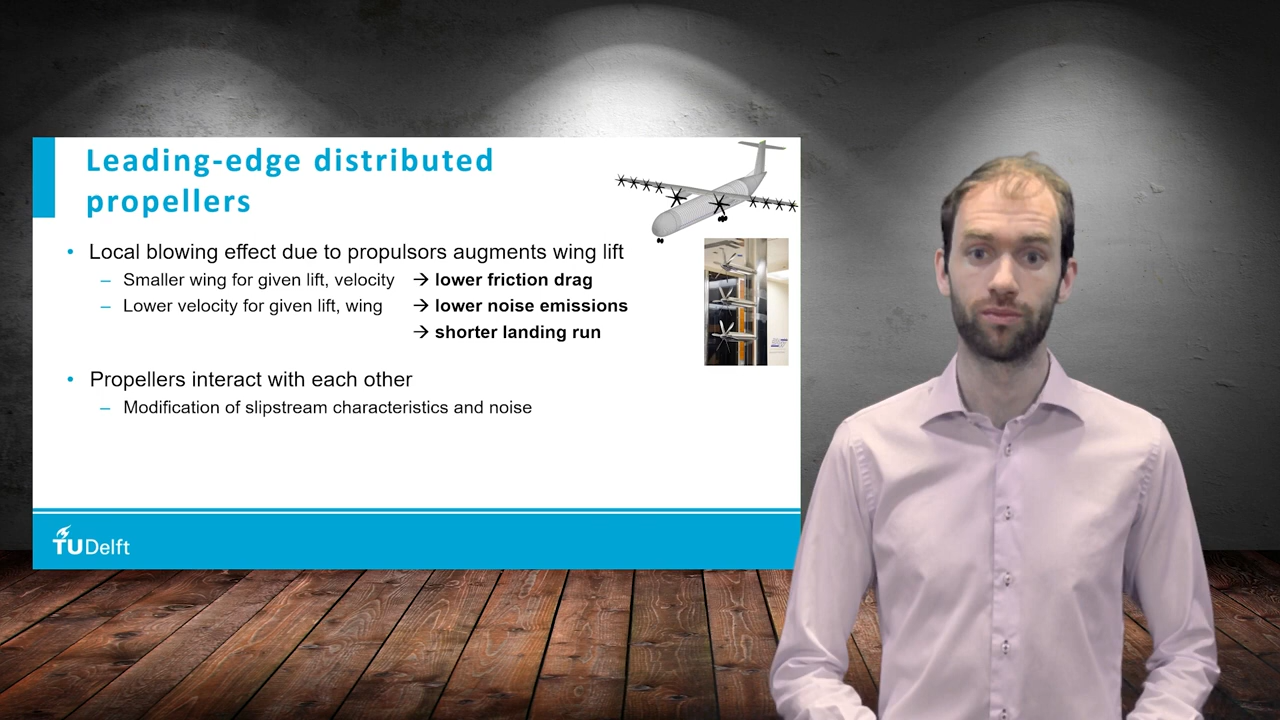 Leading-edge distributed
propellers
• Local blowing effect due to propulsors augments wing lift
– Smaller wing for given lift, velocity → lower friction drag
– Lower velocity for given lift, wing → lower noise emissions
→ shorter landing run
• Propellers interact with each other
– Modification of slipstream characteristics and noise
TUDelft